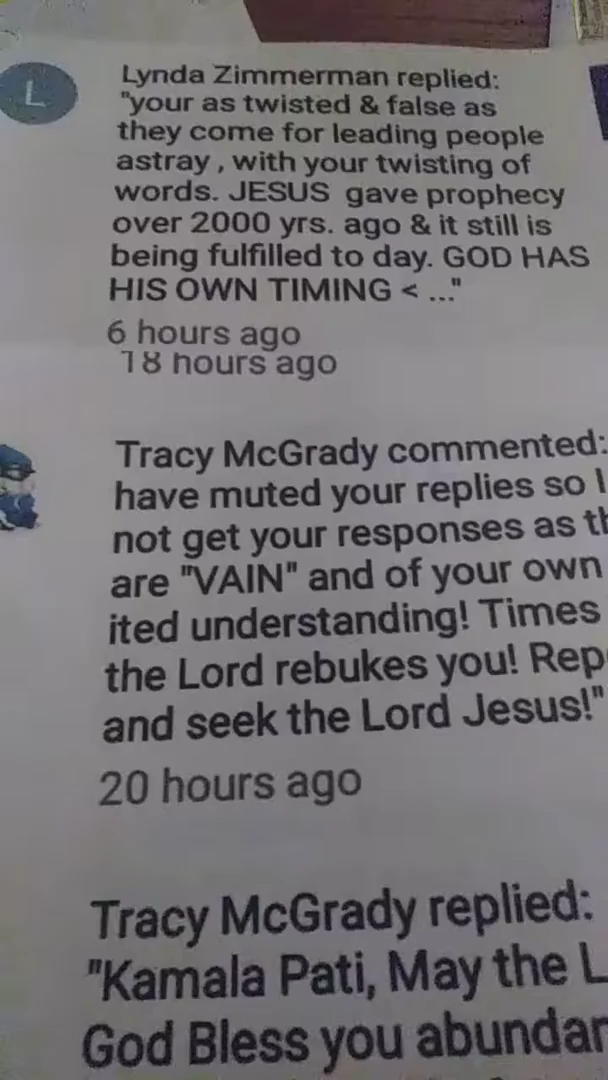 L
Lynda Zimmerman replied:
"your as twisted & false as
they come for leading people
astray , with your twisting of
words. JESUS gave prophecy
over 2000 yrs. ago & it still is
being fulfilled to day. GOD HAS
HIS OWN TIMING < ..."
6 hours ago
18 hours ago
Tracy McGrady commented:
have muted your replies so I
not get your responses as
are "VAIN" and of your own
understanding! Times
the Lord rebukes you!
and seek the Lord Jesus!"
20 hours ago
Tracy McGrady replied:
"Kamala Pati, May the
God Bless you